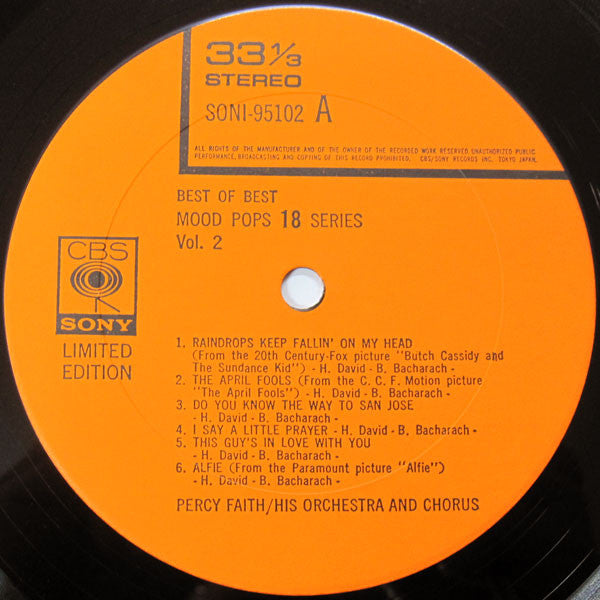 33⅓
STEREO
SONI-95102 A
ALL RIGHTS OF THE MANUFACTURER AND OF THE OWNER OF THE RECORDED WORK RESERVED. UNAUTHORIZED PUBLIC
PERFORMANCE, BROADCASTING AND COPYING OF THIS RECORD PROHIBITED. CBS/SONY RECORDS INC. TOKYO JAPAN.
BEST OF BEST
MOOD POPS 18 SERIES
Vol. 2
CBS
SONY
LIMITED
EDITION
1. RAINDROPS KEEP FALLIN' ON MY HEAD
(From the 20th Century-Fox picture "Butch Cassidy and
The Sundance Kid") - H. David - B. Bacharach -
2. THE APRIL FOOLS (From the C. C. F. Motion picture
"The April Fools") - H. David - B. Bacharach -
3. DO YOU KNOW THE WAY TO SAN JOSE
- H. David - B. Bacharach -
4. I SAY A LITTLE PRAYER - H. David - B. Bacharach -
5. THIS GUY'S IN LOVE WITH YOU
- H. David - B. Bacharach -
6. ALFIE (From the Paramount picture "Alfie")
- H. David - B. Bacharach -
PERCY FAITH/HIS ORCHESTRA AND CHORUS